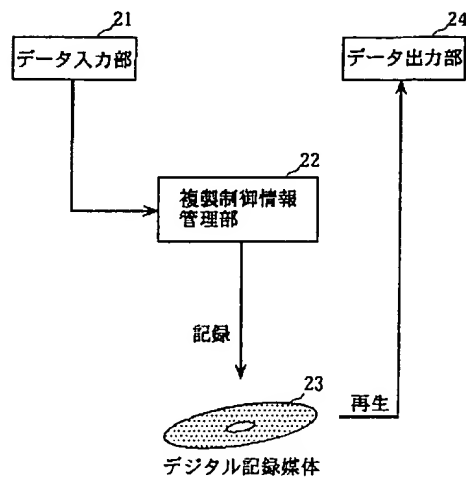 21
データ入力部
24
データ出力部
22
複製制御情報
管理部
記録
23
再生
デジタル記録媒体